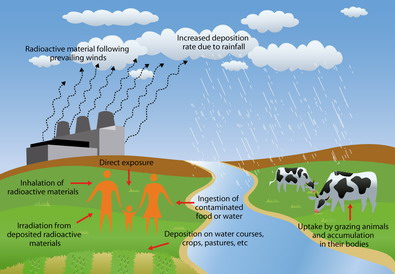 Increased deposition
rate due to rainfall
Radioactive material following
prevailing winds
Direct exposure
Inhalation of
radioactive materials
Ingestion of
contaminated
food or water
Irradiation from
deposited radioactive
materials
Deposition on water courses,
crops, pastures, etc
Uptake by grazing animals
and accumulation
in their bodies